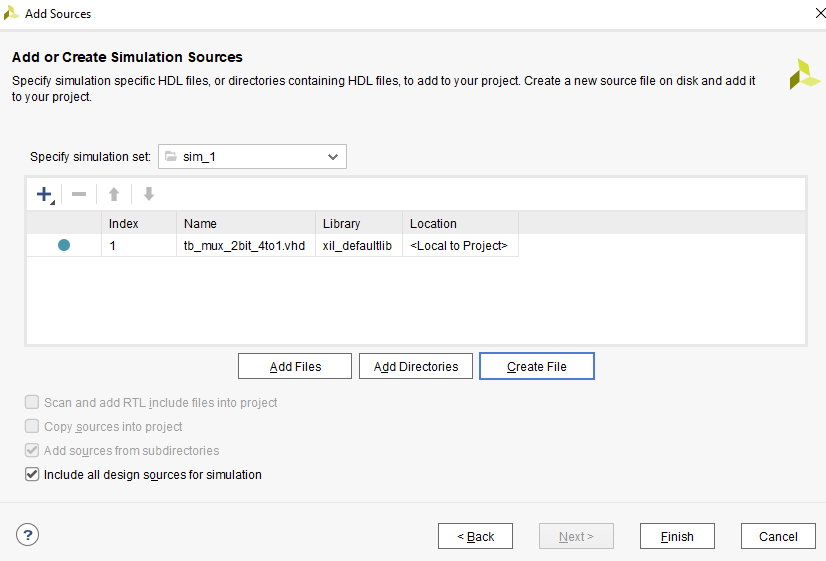 Add Sources
Add or Create Simulation Sources
Specify simulation specific HDL files, or directories containing HDL files, to add to your project. Create a new source file on disk and add it
to your project.
Specify simulation set: sim_1
Index Name Library Location
1 tb_mux_2bit_4to1.vhd xil_defaultlib <Local to Project>
Add Files Add Directories Create File
Scan and add RTL include files into project
Copy sources into project
Add sources from subdirectories
Include all design sources for simulation
? < Back Next > Finish Cancel